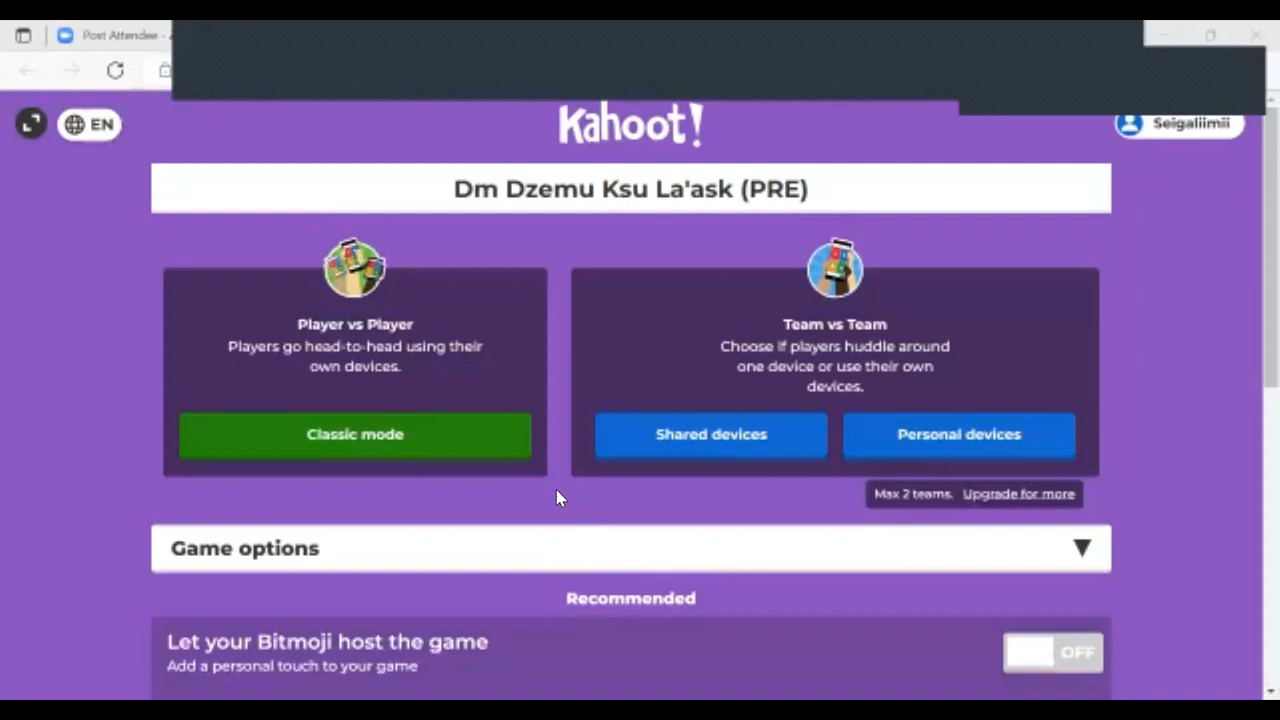 Post Attendee -
EN
Kahoot!
Seigaliimii
Dm Dzemu Ksu La'ask (PRE)
Player vs Player
Players go head-to-head using their
own devices.
Classic mode
Team vs Team
Choose if players huddle around
one device or use their own
devices.
Shared devices
Personal devices
Max 2 teams. Upgrade for more
Game options
Recommended
Let your Bitmoji host the game
Add a personal touch to your game
OFF